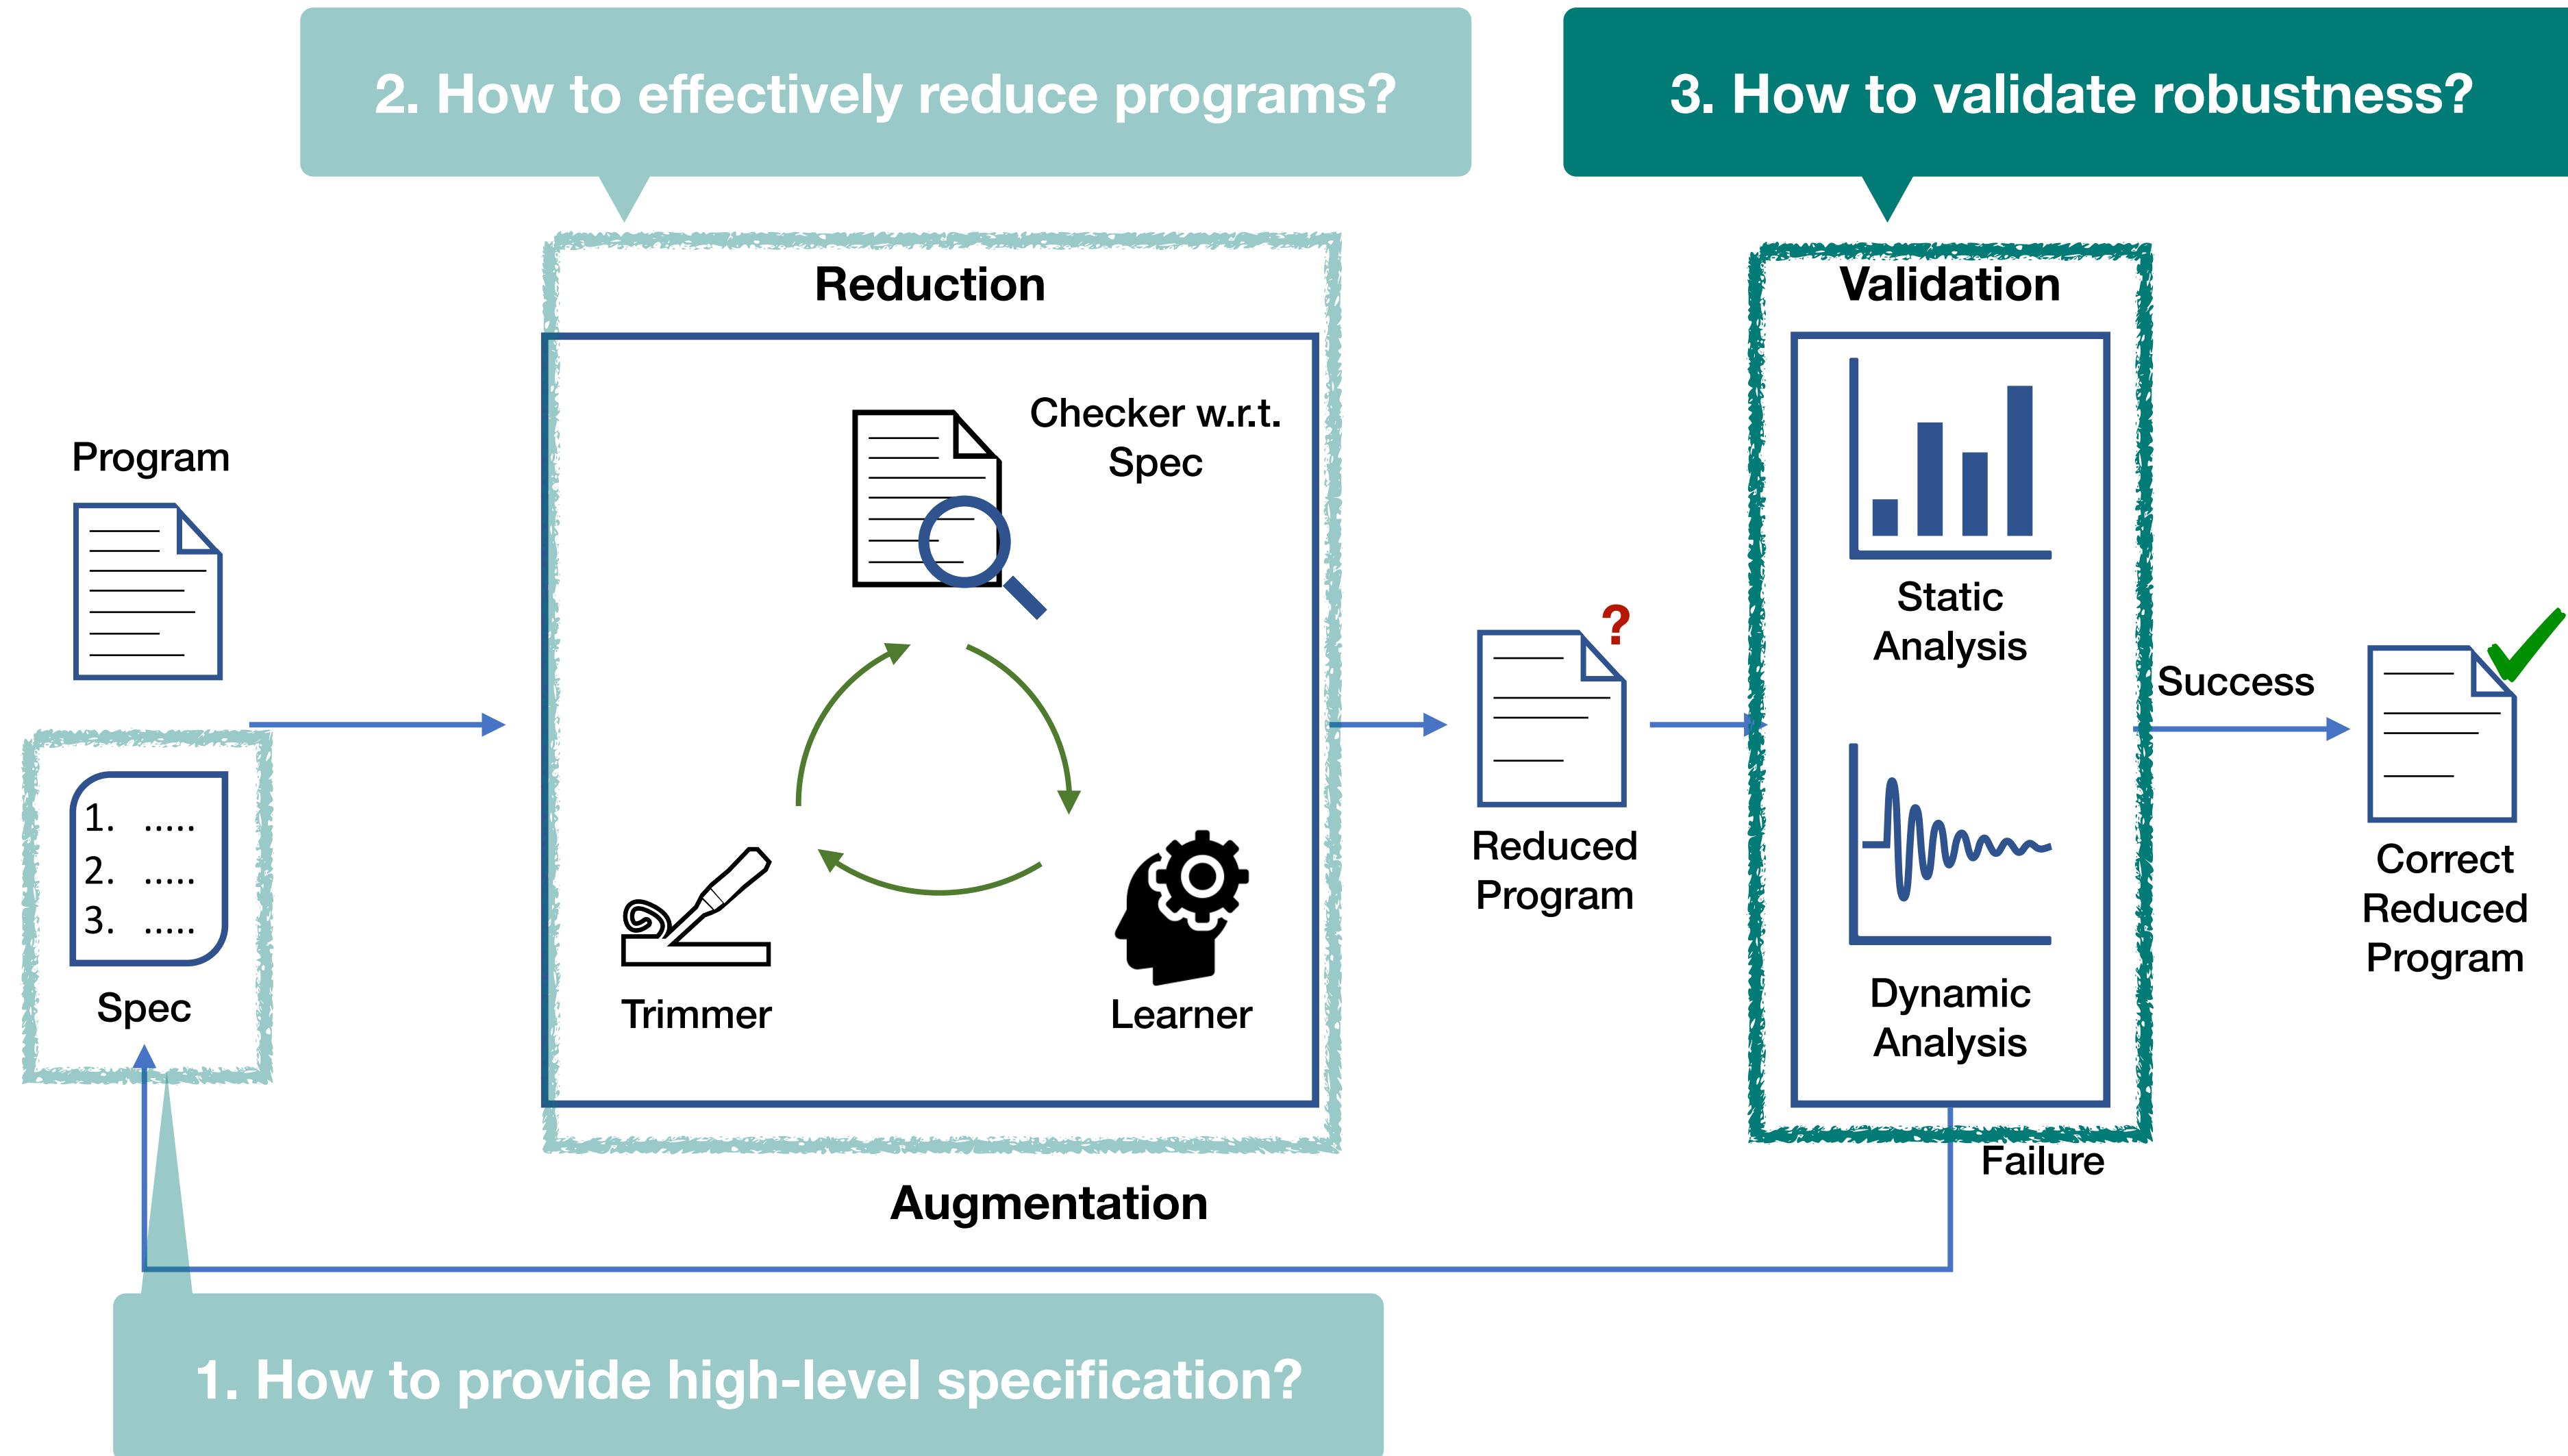 2. How to effectively reduce programs?
3. How to validate robustness?
Reduction
Validation
Checker w.r.t.
Spec
Program
Static
Analysis
Success
?
1. .....
2. .....
3. .....
Spec
Trimmer
Learner
Reduced
Program
Dynamic
Analysis
Correct
Reduced
Program
Failure
Augmentation
1. How to provide high-level specification?